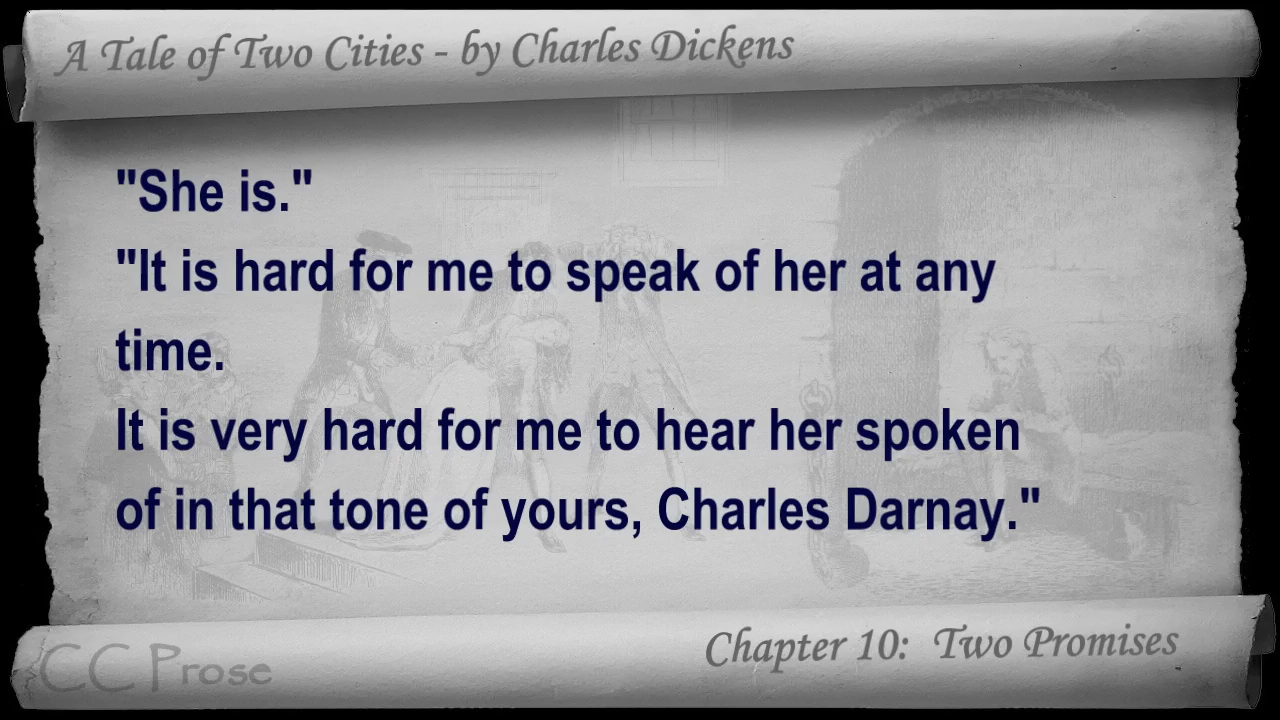 A Tale of Two Cities - by Charles Dickens
"She is."
"It is hard for me to speak of her at any
time.
It is very hard for me to hear her spoken
of in that tone of yours, Charles Darnay."
CC Prose
Chapter 10: Two Promises